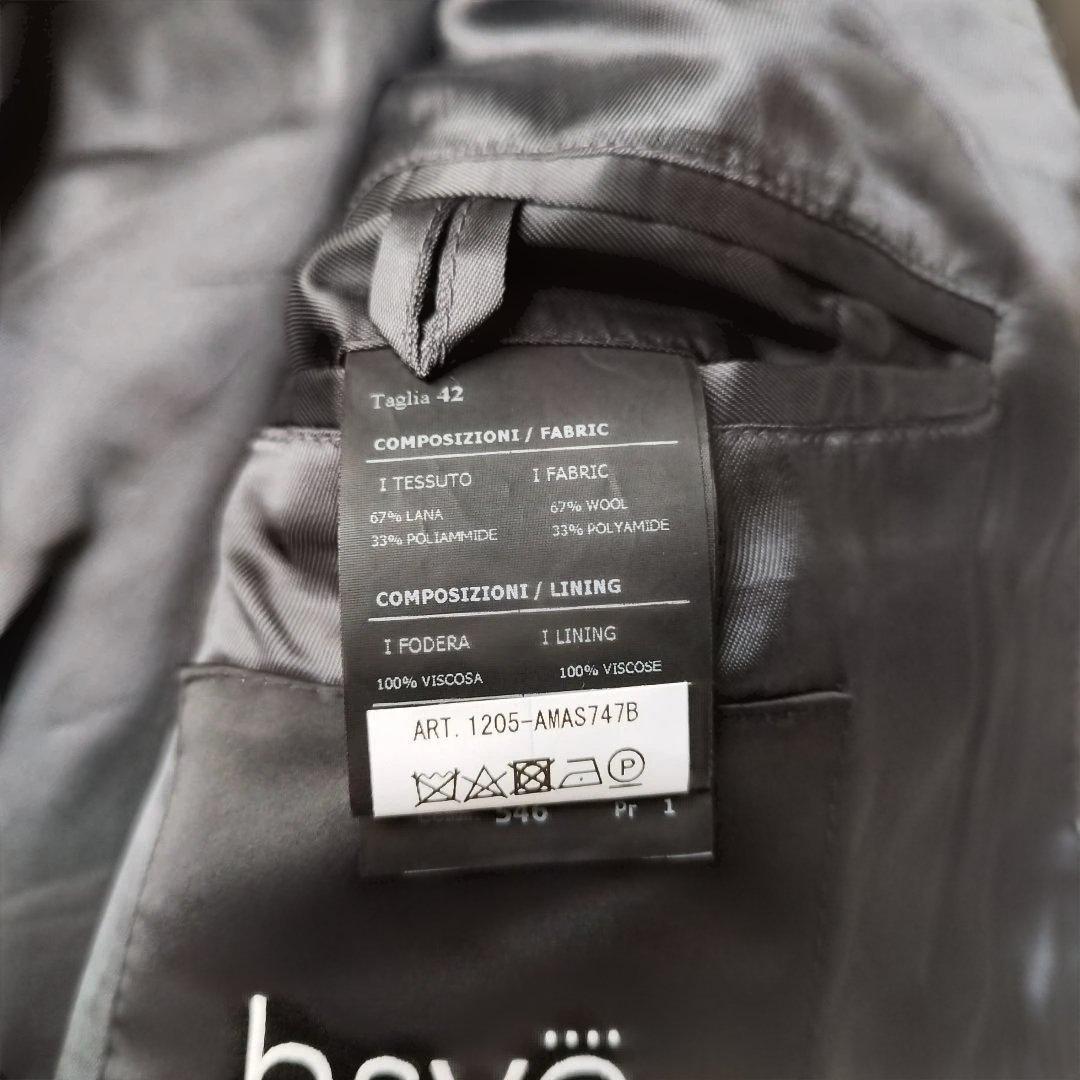 Taglia 42
COMPOSIZIONI / FABRIC
I TESSUTO I FABRIC
67% LANA 67% WOOL
33% POLIAMMIDE 33% POLYAMIDE
COMPOSIZIONI / LINING
I FODERA I LINING
100% VISCOSA 100% VISCOSE
ART. 1205-AMAS747B
P
546 Pr 1